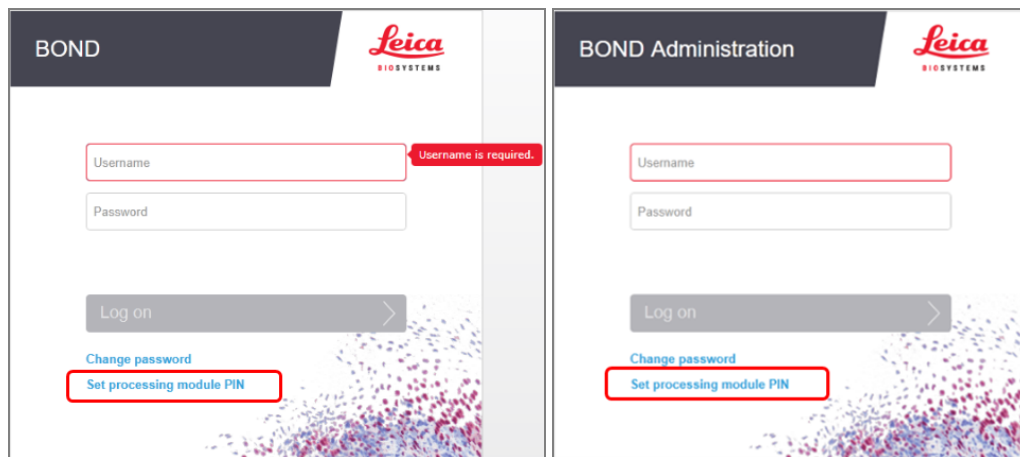 BOND
Leica
BIOSYSTEMS
Username
Username is required.
Password
Log on
Change password
Set processing module PIN
BOND Administration
Leica
BIOSYSTEMS
Username
Password
Log on
Change password
Set processing module PIN